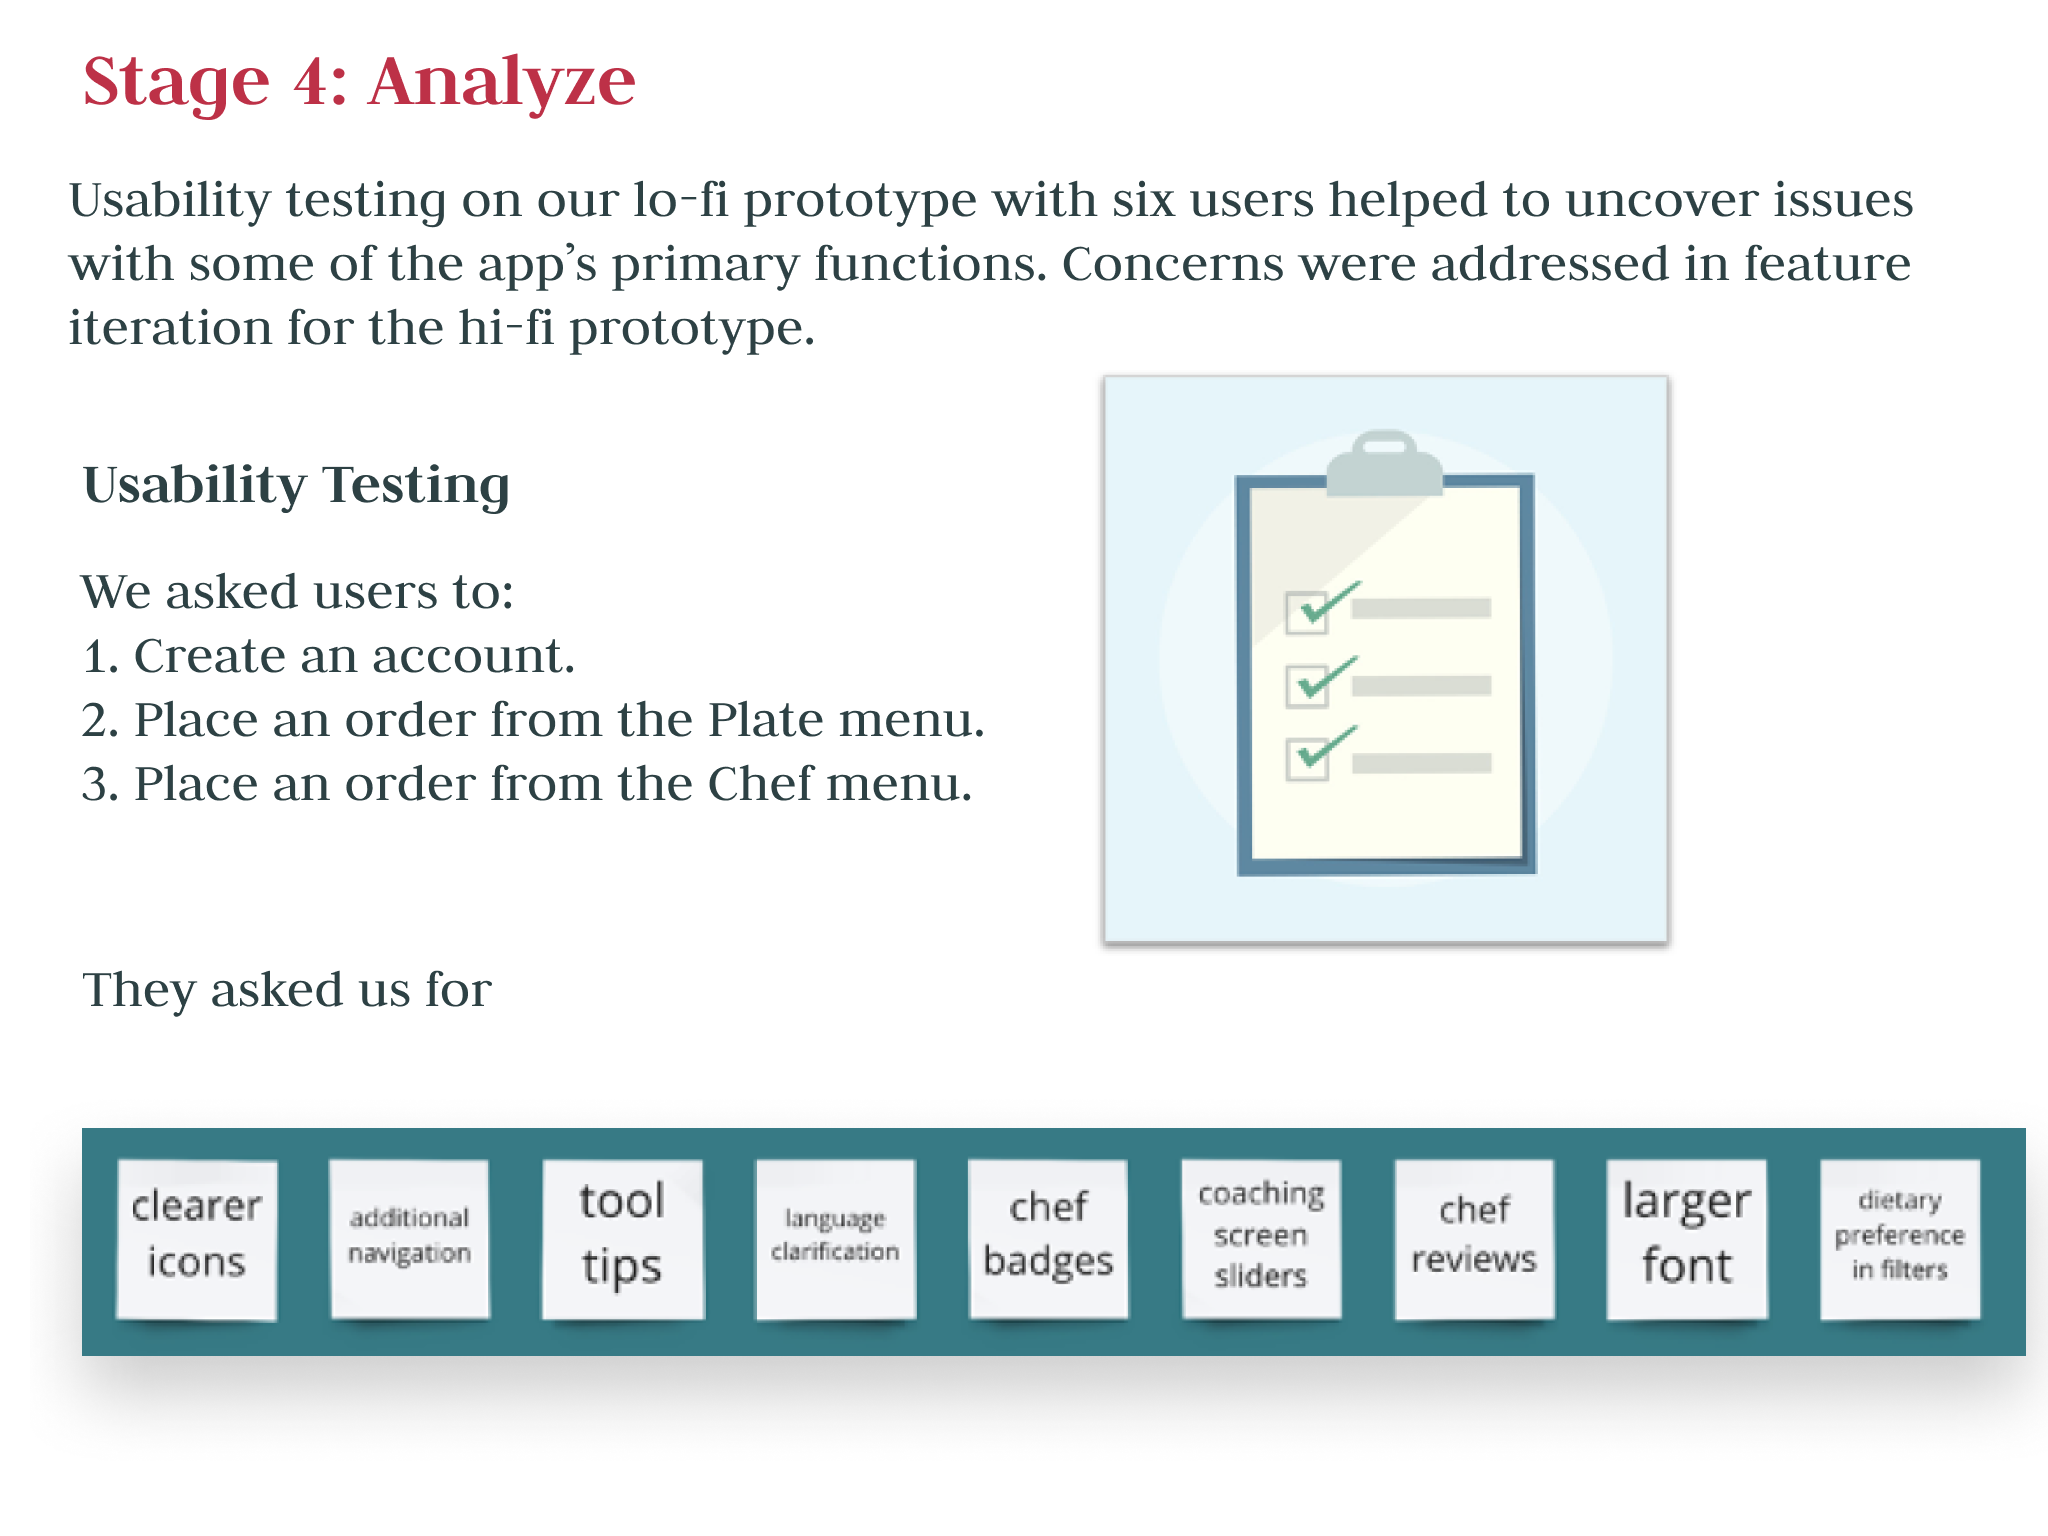 Stage 4: Analyze
Usability testing on our lo-fi prototype with six users helped to uncover issues
with some of the app's primary functions. Concerns were addressed in feature
iteration for the hi-fi prototype.
Usability Testing
We asked users to:
1. Create an account.
2. Place an order from the Plate menu.
3. Place an order from the Chef menu.
They asked us for
clearer
icons
additional
navigation
tool
tips
language
clarification
chef
badges
coaching
screen
sliders
chef
reviews
larger
font
dietary
preference
in filters